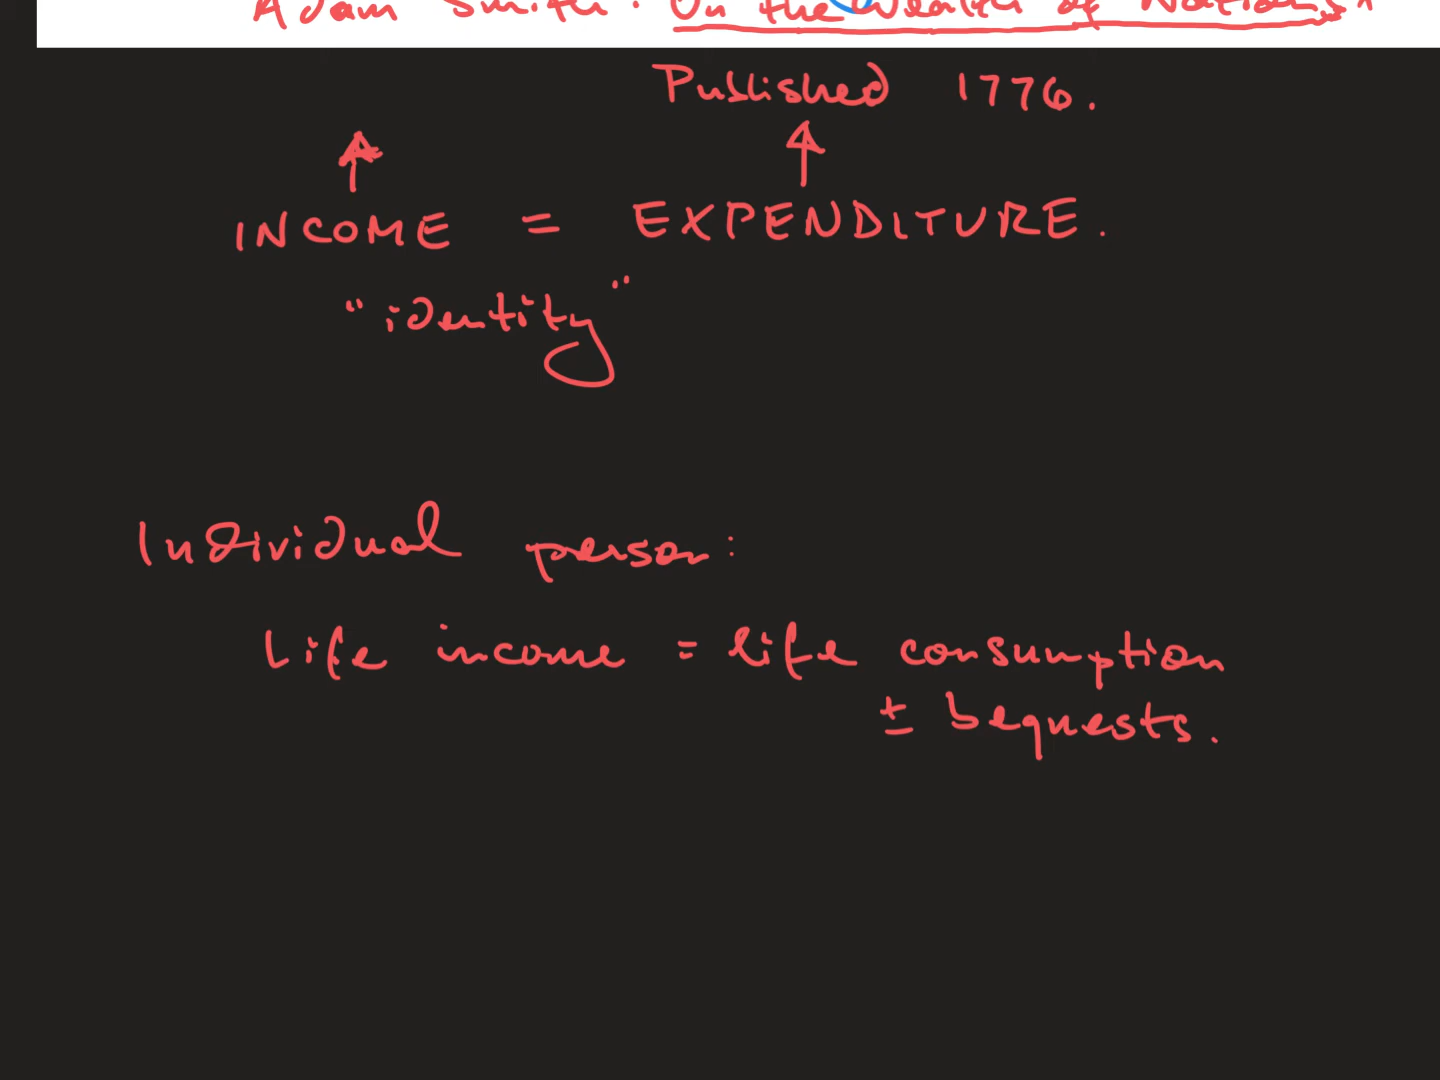 Adam Smith: On the Wealth of Nations
Published 1776.
INCOME = EXPENDITURE.
"identity"
Individual person:
Life income = life consumption
± bequests.